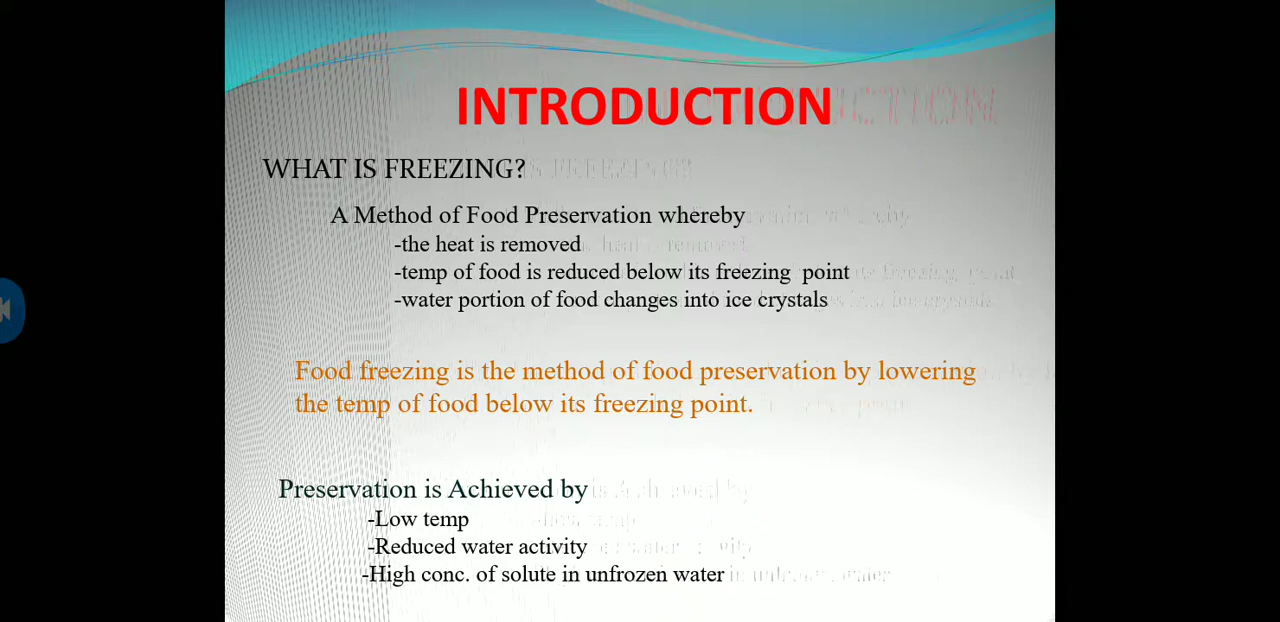 INTRODUCTION
WHAT IS FREEZING?
A Method of Food Preservation whereby
-the heat is removed
-temp of food is reduced below its freezing point
-water portion of food changes into ice crystals
Food freezing is the method of food preservation by lowering
the temp of food below its freezing point.
Preservation is Achieved by
-Low temp
-Reduced water activity
-High conc. of solute in unfrozen water